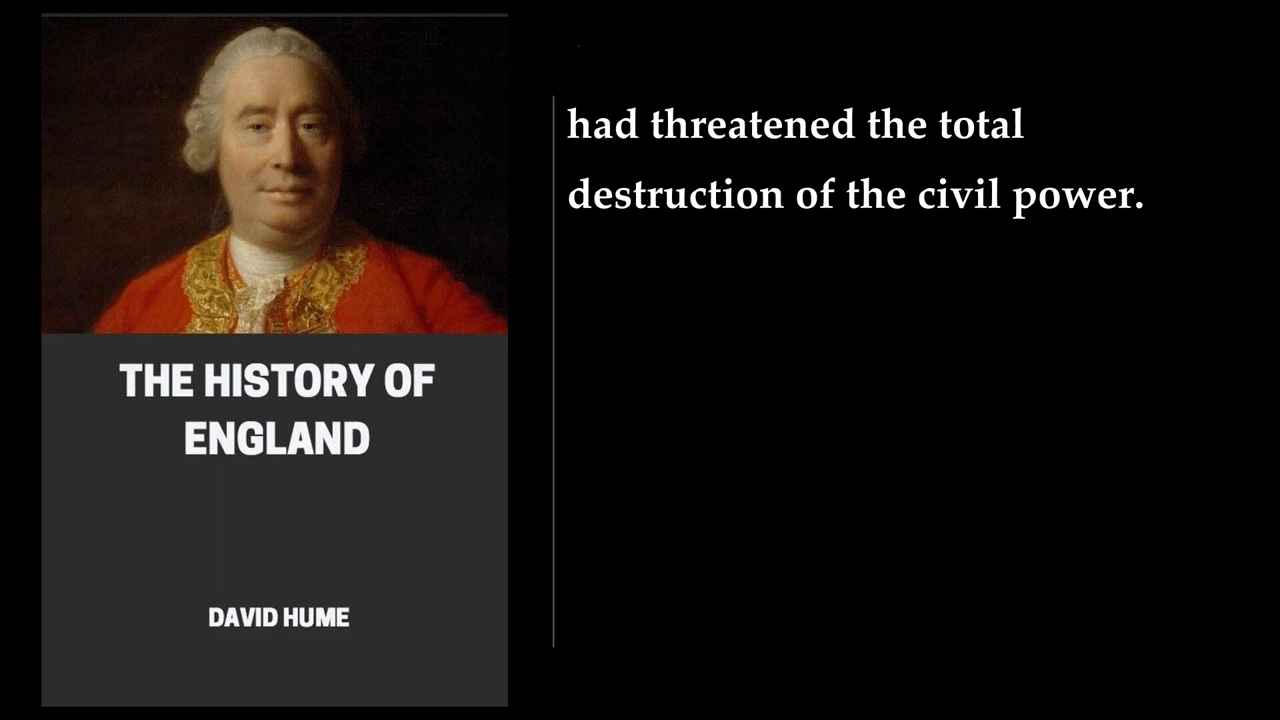 THE HISTORY OF
ENGLAND
DAVID HUME
had threatened the total
destruction of the civil power.